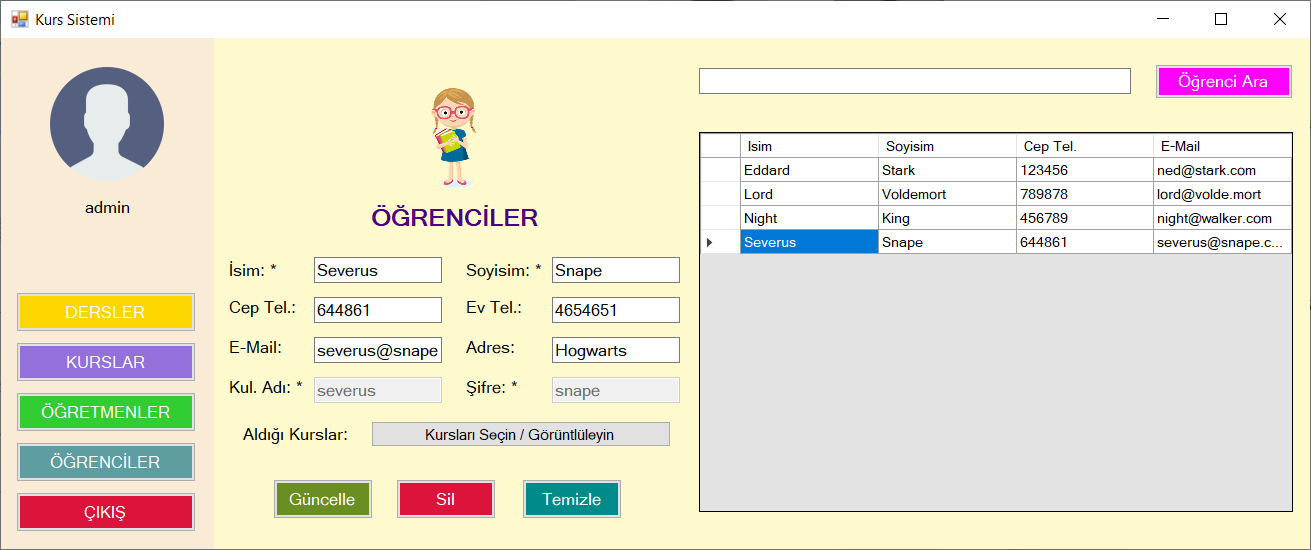 Kurs Sistemi
admin
DERSLER
KURSLAR
ÖĞRETMENLER
ÖĞRENCİLER
ÇIKIŞ
ÖĞRENCİLER
İsim: * Severus Soyisim: * Snape
Cep Tel.: 644861 Ev Tel.: 4654651
E-Mail: severus@snape Adres: Hogwarts
Kul. Adı: * severus Şifre: * snape
Aldığı Kurslar: Kursları Seçin / Görüntlüleyin
Güncelle Sil Temizle
Öğrenci Ara
Isim Soyisim Cep Tel. E-Mail
Eddard Stark 123456 ned@stark.com
Lord Voldemort 789878 lord@volde.mort
Night King 456789 night@walker.com
Severus Snape 644861 severus@snape.c...